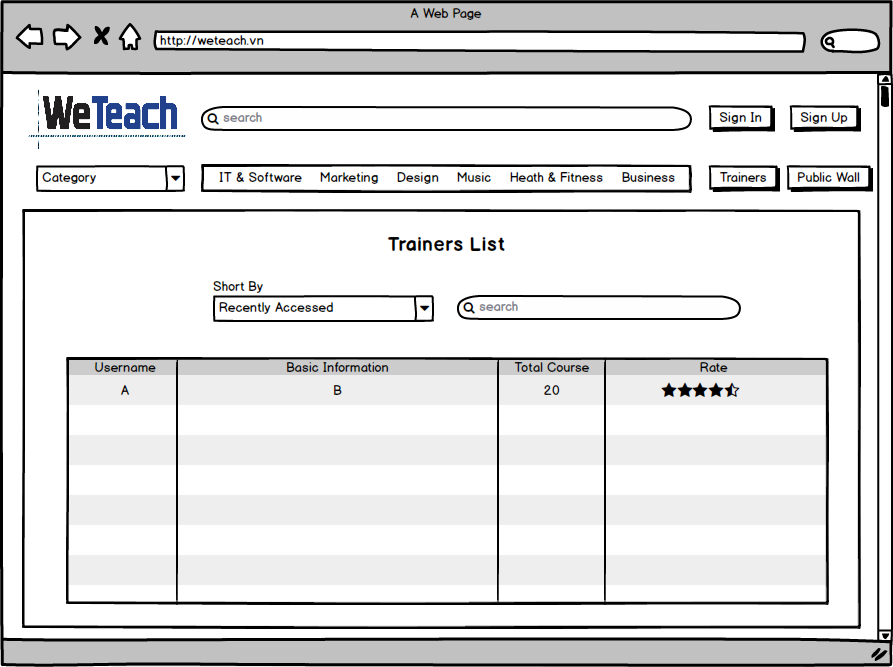 A Web Page
http://weteach.vn
WeTeach
search
Sign In
Sign Up
Category
IT & Software Marketing Design Music Heath & Fitness Business
Trainers
Public Wall
Trainers List
Short By
Recently Accessed
search
Username Basic Information Total Course Rate
A B 20